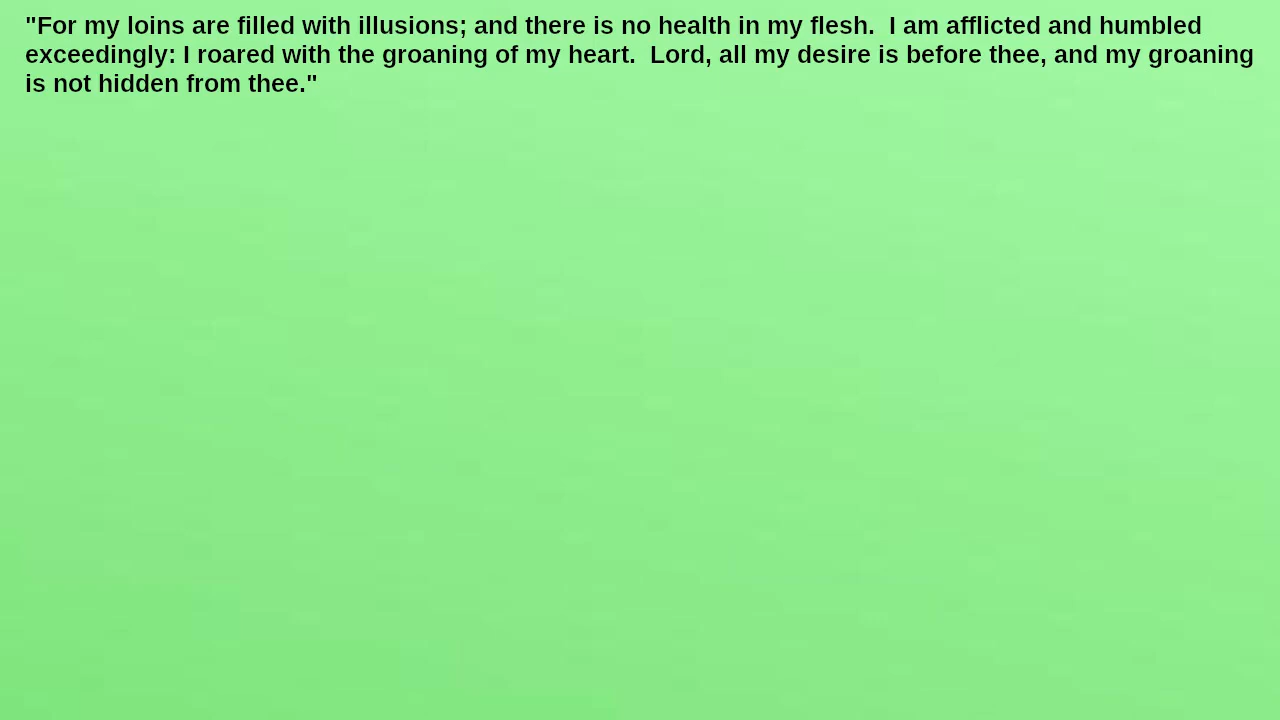 "For my loins are filled with illusions; and there is no health in my flesh.  I am afflicted and humbled
exceedingly: I roared with the groaning of my heart.  Lord, all my desire is before thee, and my groaning
is not hidden from thee."